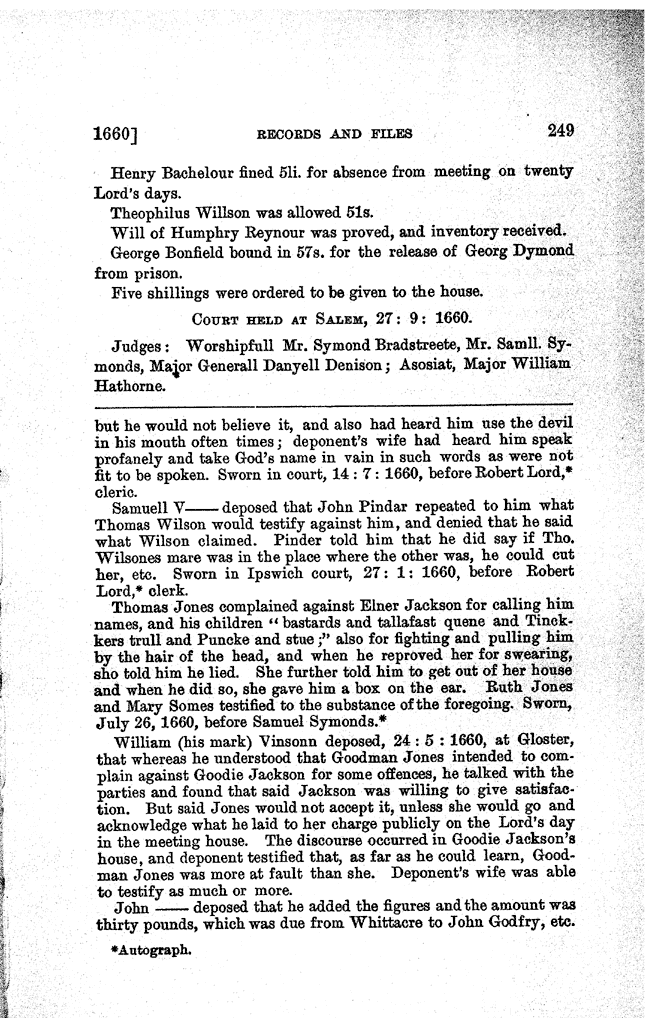 1660] RECORDS AND FILES 249
Henry Bachelour fined 5li. for absence from meeting on twenty
Lord's days.
Theophilus Willson was allowed 51s.
Will of Humphry Reynour was proved, and inventory received.
George Bonfield bound in 57s. for the release of Georg Dymond
from prison.
Five shillings were ordered to be given to the house.
COURT HELD AT SALEM, 27: 9: 1660.
Judges: Worshipfull Mr. Symond Bradstreete, Mr. Samll. Sy-
monds, Major Generall Danyell Denison; Asosiat, Major William
Hathorne.
but he would not believe it, and also had heard him use the devil
in his mouth often times; deponent's wife had heard him speak
profanely and take God's name in vain in such words as were not
fit to be spoken. Sworn in court, 14 : 7 : 1660, before Robert Lord,*
cleric.
Samuell V—— deposed that John Pindar repeated to him what
Thomas Wilson would testify against him, and denied that he said
what Wilson claimed. Pinder told him that he did say if Tho.
Wilsones mare was in the place where the other was, he could cut
her, etc. Sworn in Ipswich court, 27: 1: 1660, before Robert
Lord,* clerk.
Thomas Jones complained against Elner Jackson for calling him
names, and his children "bastards and tallafast quene and Tinck-
kers trull and Puncke and stue;" also for fighting and pulling him
by the hair of the head, and when he reproved her for swearing,
sho told him he lied. She further told him to get out of her house
and when he did so, she gave him a box on the ear. Ruth Jones
and Mary Somes testified to the substance of the foregoing. Sworn,
July 26, 1660, before Samuel Symonds.*
William (his mark) Vinsonn deposed, 24 : 5 : 1660, at Gloster,
that whereas he understood that Goodman Jones intended to com-
plain against Goodie Jackson for some offences, he talked with the
parties and found that said Jackson was willing to give satisfac-
tion. But said Jones would not accept it, unless she would go and
acknowledge what he laid to her charge publicly on the Lord's day
in the meeting house. The discourse occurred in Goodie Jackson's
house, and deponent testified that, as far as he could learn, Good-
man Jones was more at fault than she. Deponent's wife was able
to testify as much or more.
John —— deposed that he added the figures and the amount was
thirty pounds, which was due from Whittacre to John Godfry, etc.
*Autograph.